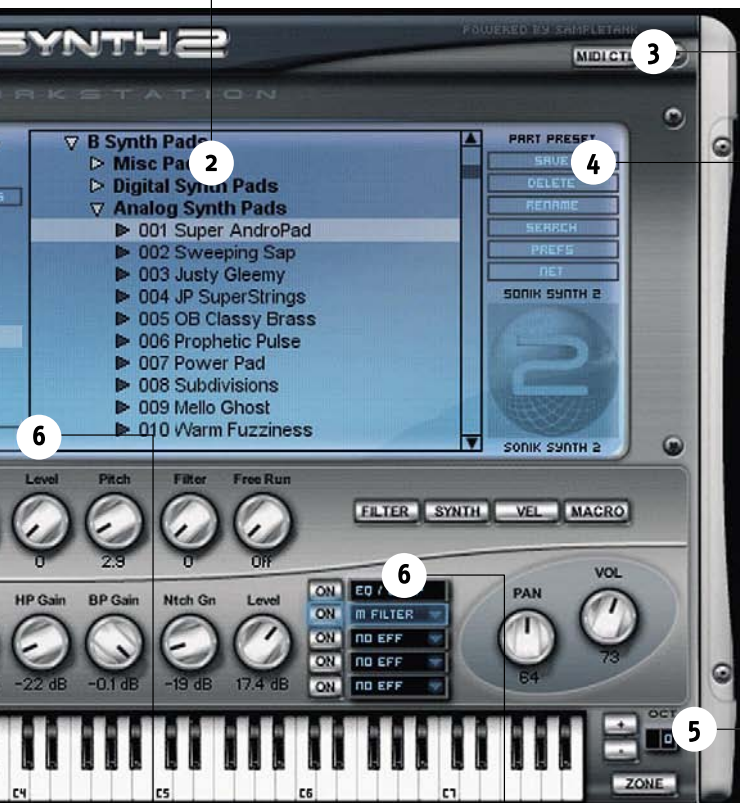 SYNTH2
POWERED BY SAMPLETANK
MIDI CTL
3
RKSTATION
B Synth Pads
2
Misc Pa
Digital Synth Pads
Analog Synth Pads
001 Super AndroPad
002 Sweeping Sap
003 Justy Gleemy
004 JP SuperStrings
005 OB Classy Brass
006 Prophetic Pulse
007 Power Pad
008 Subdivisions
009 Mello Ghost
010 Warm Fuzziness
PART PRESET
SAVE
4
DELETE
RENAME
SEARCH
PREFS
NET
SONIK SYNTH 2
2
SONIK SYNTH 2
6
Level Pitch Filter Free Run
0 2.9 0 Off
FILTER SYNTH VEL MACRO
HP Gain BP Gain Ntch Gn Level
-22 dB -0.1 dB -19 dB 17.4 dB
ON EQ /
6
ON M FILTER
ON NO EFF
ON NO EFF
ON NO EFF
PAN VOL
64 73
OCT
+
0
5
-
ZONE
C4 C5 C6 C7